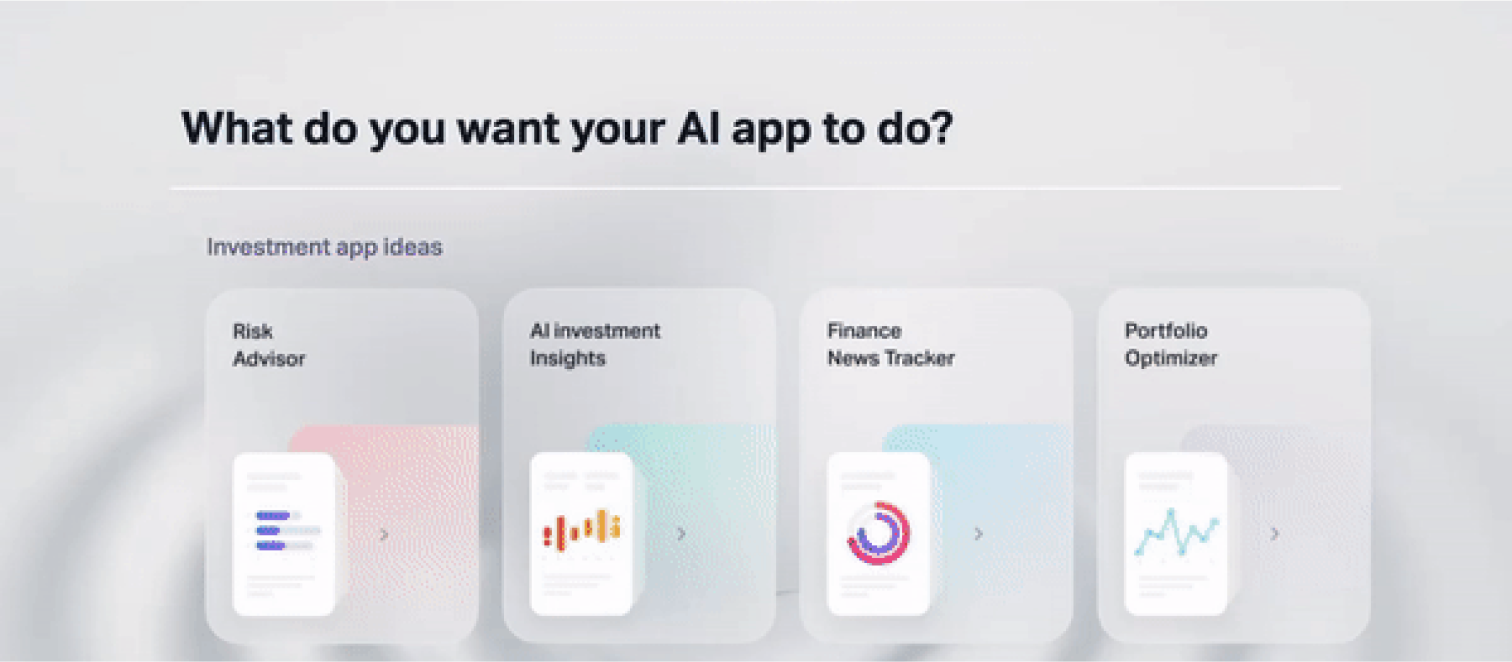 What do you want your AI app to do?
Investment app ideas
Risk
Advisor
AI investment
Insights
Finance
News Tracker
Portfolio
Optimizer